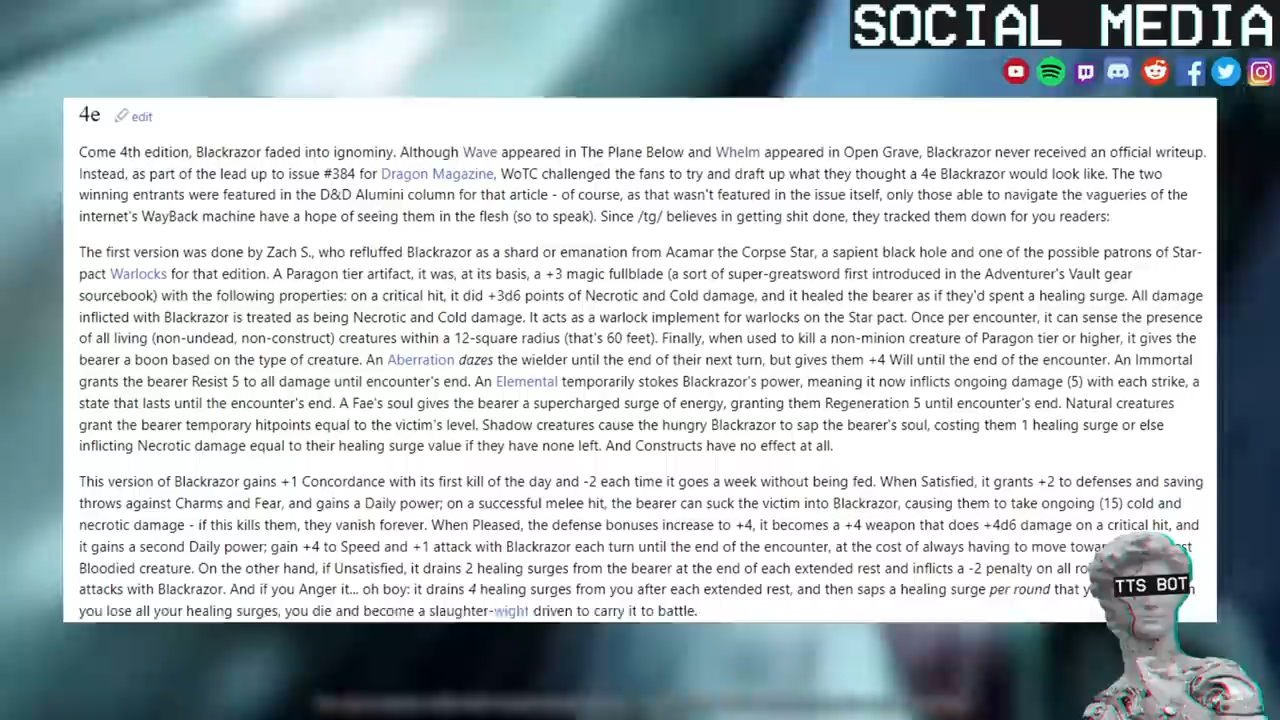 SOCIAL MEDIA
4e edit
Come 4th edition, Blackrazor faded into ignominy. Although Wave appeared in The Plane Below and Whelm appeared in Open Grave, Blackrazor never received an official writeup.
Instead, as part of the lead up to issue #384 for Dragon Magazine, WoTC challenged the fans to try and draft up what they thought a 4e Blackrazor would look like. The two
winning entrants were featured in the D&D Alumini column for that article - of course, as that wasn't featured in the issue itself, only those able to navigate the vagueries of the
internet's WayBack machine have a hope of seeing them in the flesh (so to speak). Since /tg/ believes in getting shit done, they tracked them down for you readers:
The first version was done by Zach S., who refluffed Blackrazor as a shard or emanation from Acamar the Corpse Star, a sapient black hole and one of the possible patrons of Star-
pact Warlocks for that edition. A Paragon tier artifact, it was, at its basis, a +3 magic fullblade (a sort of super-greatsword first introduced in the Adventurer's Vault gear
sourcebook) with the following properties: on a critical hit, it did +3d6 points of Necrotic and Cold damage, and it healed the bearer as if they'd spent a healing surge. All damage
inflicted with Blackrazor is treated as being Necrotic and Cold damage. It acts as a warlock implement for warlocks on the Star pact. Once per encounter, it can sense the presence
of all living (non-undead, non-construct) creatures within a 12-square radius (that's 60 feet). Finally, when used to kill a non-minion creature of Paragon tier or higher, it gives the
bearer a boon based on the type of creature. An Aberration dazes the wielder until the end of their next turn, but gives them +4 Will until the end of the encounter. An Immortal
grants the bearer Resist 5 to all damage until encounter's end. An Elemental temporarily stokes Blackrazor's power, meaning it now inflicts ongoing damage (5) with each strike, a
state that lasts until the encounter's end. A Fae's soul gives the bearer a supercharged surge of energy, granting them Regeneration 5 until encounter's end. Natural creatures
grant the bearer temporary hitpoints equal to the victim's level. Shadow creatures cause the hungry Blackrazor to sap the bearer's soul, costing them 1 healing surge or else
inflicting Necrotic damage equal to their healing surge value if they have none left. And Constructs have no effect at all.
This version of Blackrazor gains +1 Concordance with its first kill of the day and -2 each time it goes a week without being fed. When Satisfied, it grants +2 to defenses and saving
throws against Charms and Fear, and gains a Daily power; on a successful melee hit, the bearer can suck the victim into Blackrazor, causing them to take ongoing (15) cold and
necrotic damage - if this kills them, they vanish forever. When Pleased, the defense bonuses increase to +4, it becomes a +4 weapon that does +4d6 damage on a critical hit, and
it gains a second Daily power; gain +4 to Speed and +1 attack with Blackrazor each turn until the end of the encounter, at the cost of always having to move
Bloodied creature. On the other hand, if Unsatisfied, it drains 2 healing surges from the bearer at the end of each extended rest and inflicts a -2 penalty on all
attacks with Blackrazor. And if you Anger it... oh boy: it drains 4 healing surges from you after each extended rest, and then saps a healing surge per round that
you lose all your healing surges, you die and become a slaughter-wight driven to carry it to battle.
TTS BOT